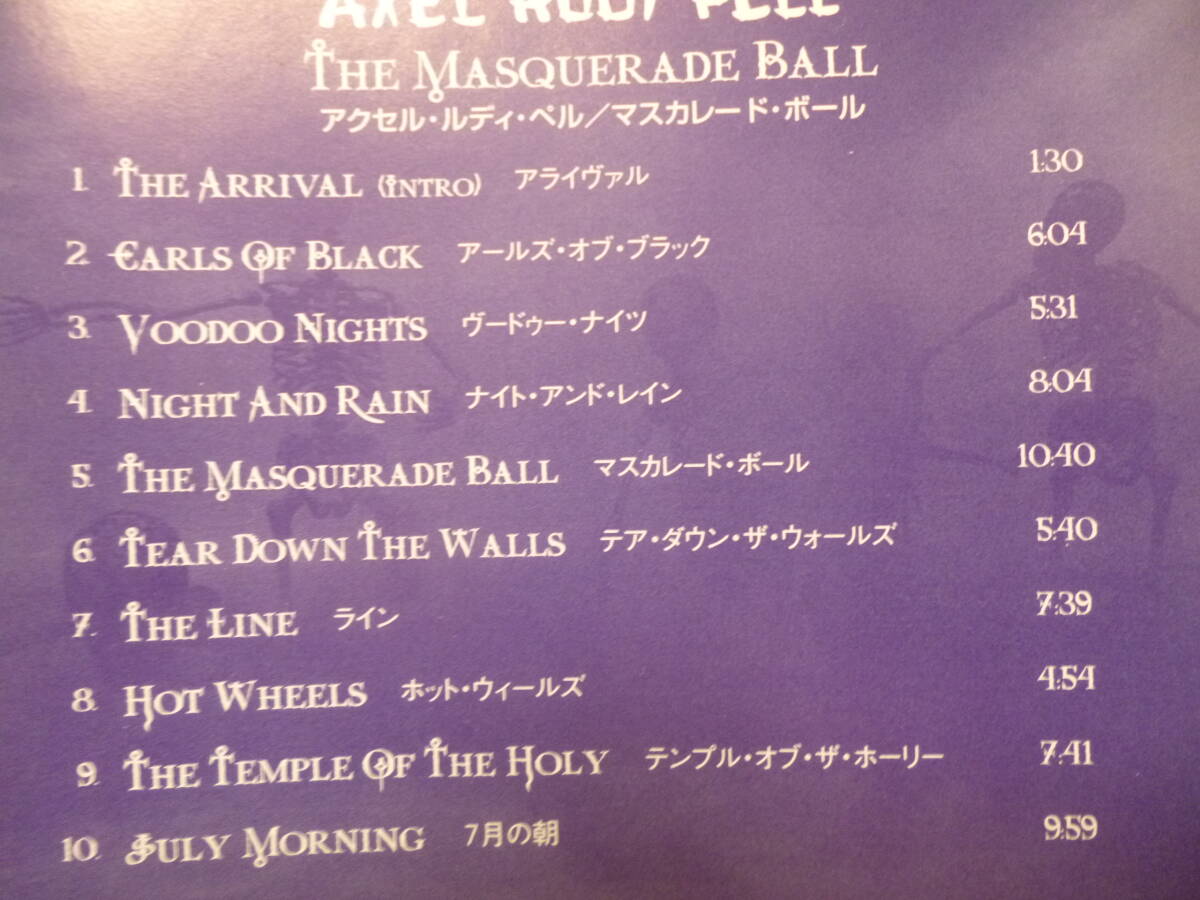 AXEL RUDI PELL
THE MASQUERADE BALL
アクセル・ルディ・ペル／マスカレード・ボール
1. THE ARRIVAL (INTRO) アライヴァル 1:30
2. EARLS OF BLACK アールズ・オブ・ブラック 6:04
3. VOODOO NIGHTS ヴードゥー・ナイツ 5:31
4. NIGHT AND RAIN ナイト・アンド・レイン 8:04
5. THE MASQUERADE BALL マスカレード・ボール 10:40
6. TEAR DOWN THE WALLS テア・ダウン・ザ・ウォールズ 5:40
7. THE LINE ライン 7:39
8. HOT WHEELS ホット・ウィールズ 4:54
9. THE TEMPLE OF THE HOLY テンプル・オブ・ザ・ホーリー 7:41
10. JULY MORNING 7月の朝 9:59